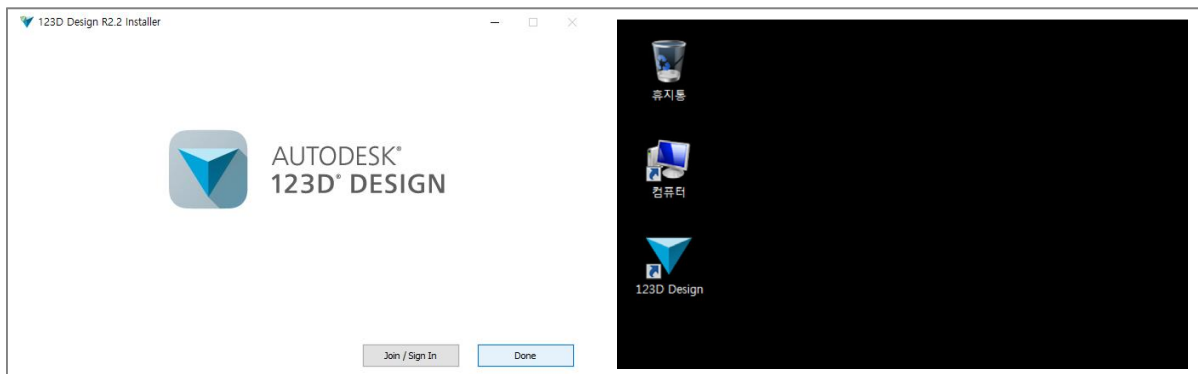 123D Design R2.2 Installer
AUTODESK®
123D® DESIGN
Join / Sign In
Done
휴지통
컴퓨터
123D Design